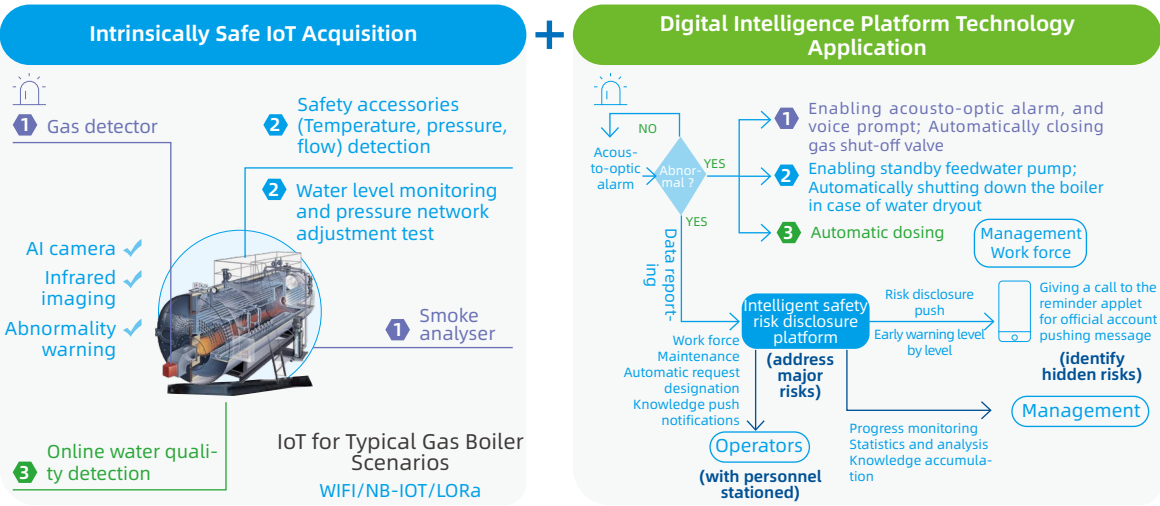 Intrinsically Safe IoT Acquisition
+
Digital Intelligence Platform Technology
Application
1 Gas detector
2 Safety accessories
(Temperature, pressure,
flow) detection
2 Water level monitoring
and pressure network
adjustment test
AI camera
Infrared
imaging
Abnormality
warning
1 Smoke
analyser
3 Online water quali-
ty detection
IoT for Typical Gas Boiler
Scenarios
WIFI/NB-IOT/LORa
NO
Acous-
to-optic
alarm
Abnor-
mal ?
YES
YES
1 Enabling acousto-optic alarm, and
voice prompt; Automatically closing
gas shut-off valve
2 Enabling standby feedwater pump;
Automatically shutting down the boiler
in case of water dryout
3 Automatic dosing
Management
Work force
Data report-
ing
Intelligent safety
risk disclosure
platform
(address
major
risks)
Risk disclosure
push
Early warning level
by level
Giving a call to the
reminder applet
for official account
pushing message
(identify
hidden risks)
Work force
Maintenance
Automatic request
designation
Knowledge push
notifications
Operators
(with personnel
stationed)
Management
Progress monitoring
Statistics and analysis
Knowledge accumula-
tion